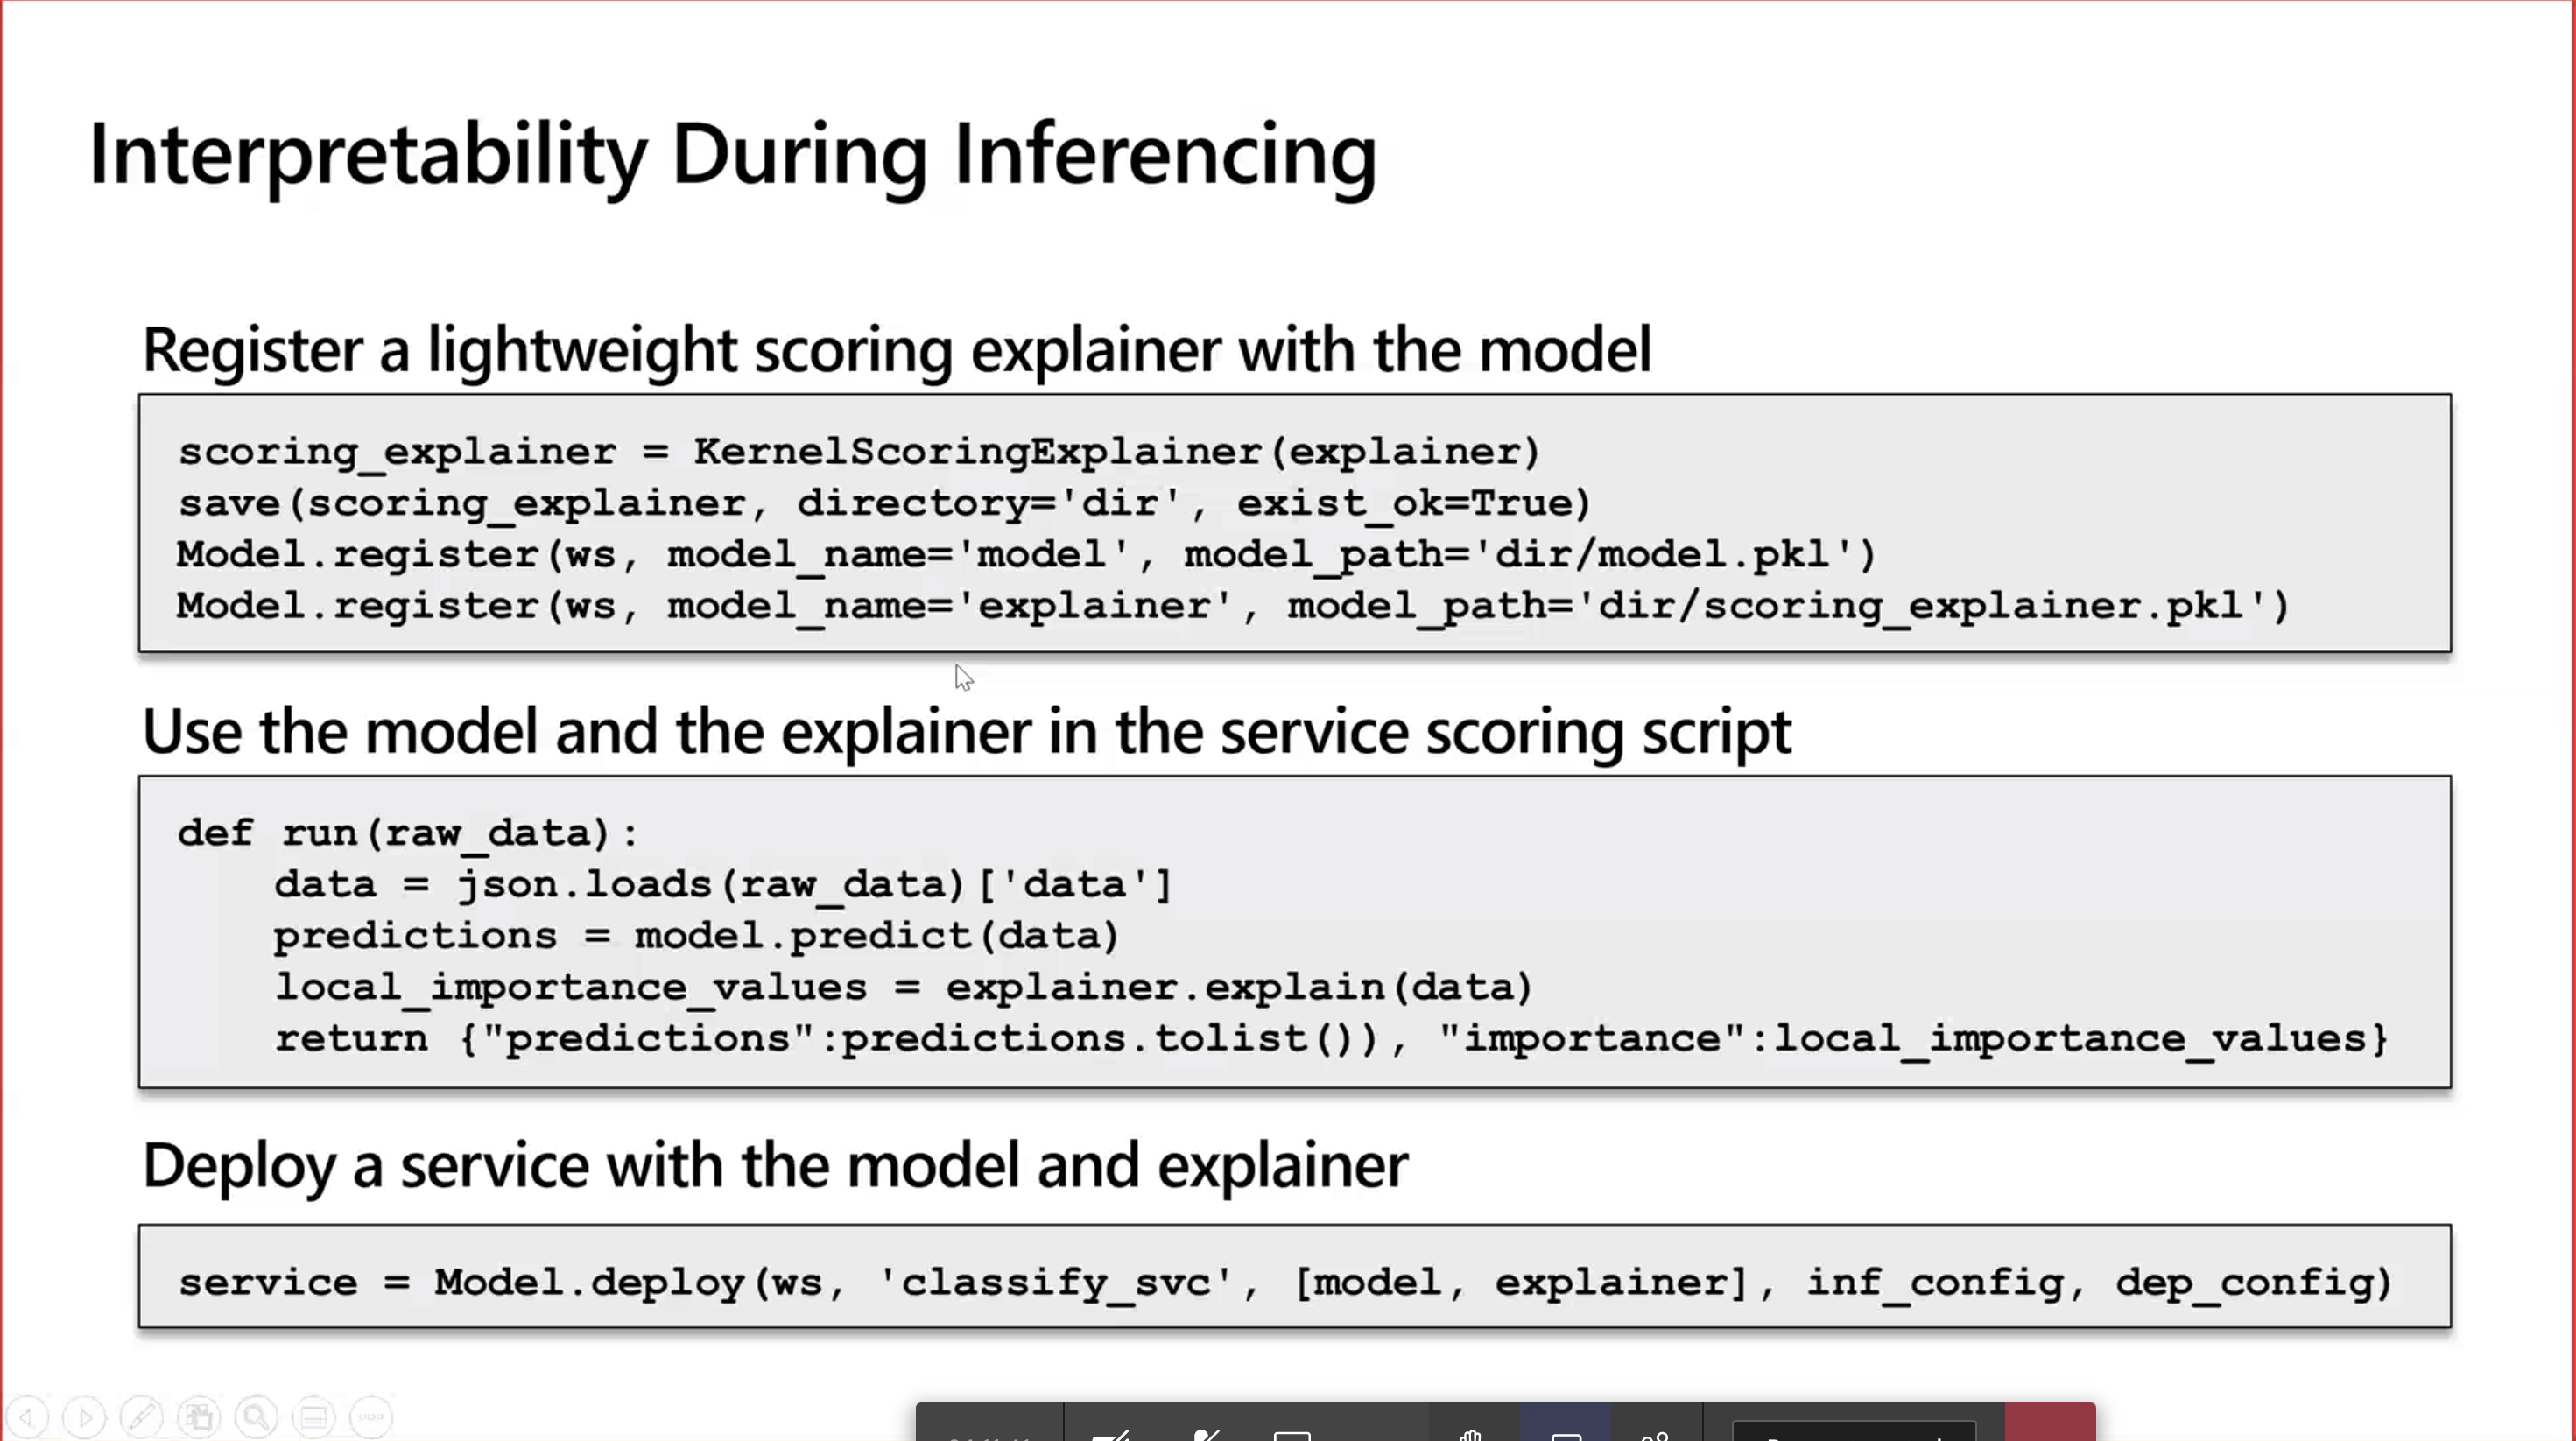 Interpretability During Inferencing
Register a lightweight scoring explainer with the model
scoring_explainer = KernelScoringExplainer(explainer)
save(scoring_explainer, directory='dir', exist_ok=True)
Model.register(ws, model_name='model', model_path='dir/model.pkl')
Model.register(ws, model_name='explainer', model_path='dir/scoring_explainer.pkl')
Use the model and the explainer in the service scoring script
def run(raw_data):
    data = json.loads(raw_data)['data']
    predictions = model.predict(data)
    local_importance_values = explainer.explain(data)
    return {"predictions":predictions.tolist()), "importance":local_importance_values}
Deploy a service with the model and explainer
service = Model.deploy(ws, 'classify_svc', [model, explainer], inf_config, dep_config)